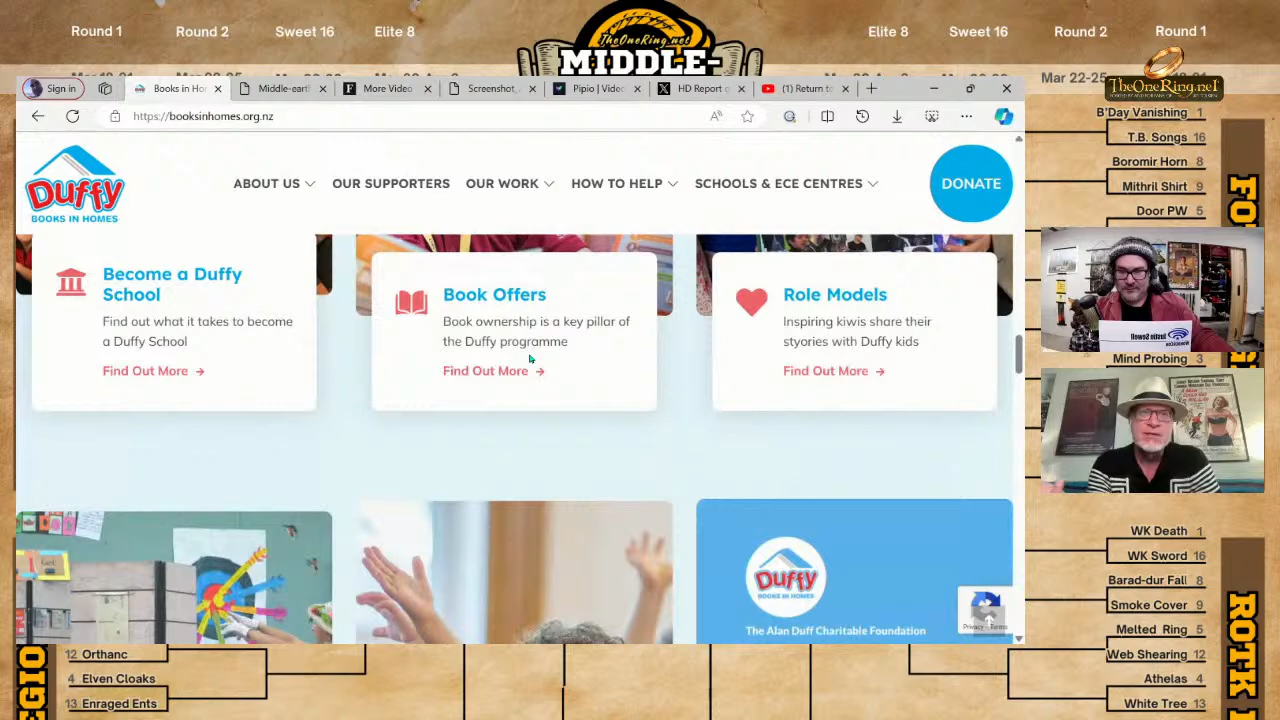 Round 1
Round 2
Sweet 16
Elite 8
TheOneRing.net
MIDDLE-
Elite 8
Sweet 16
Round 2
Round 1
Mar 22-25
TheOneRing.net
Sign in
Books in Hor
Middle-eart
More Video
Screenshot_
Pipio | Vide
HD Report
(1) Return t
https://booksinhomes.org.nz
Duffy
BOOKS IN HOMES
ABOUT US
OUR SUPPORTERS
OUR WORK
HOW TO HELP
SCHOOLS & ECE CENTRES
DONATE
Become a Duffy
School
Find out what it takes to become
a Duffy School
Find Out More →
Book Offers
Book ownership is a key pillar of
the Duffy programme
Find Out More →
Role Models
Inspiring kiwis share their
styories with Duffy kids
Find Out More →
Duffy
BOOKS IN HOMES
The Alan Duff Charitable Foundation
Privacy - Terms
B'Day Vanishing 1
T.B. Songs 16
Boromir Horn 8
Mithril Shirt 9
Door PW 5
Mind Probing 3
WK Death 1
WK Sword 16
Barad-dur Fall 8
Smoke Cover 9
Melted Ring 5
Web Shearing 12
Athelas 4
White Tree 13
ROTK
12 Orthanc
4 Elven Cloaks
13 Enraged Ents